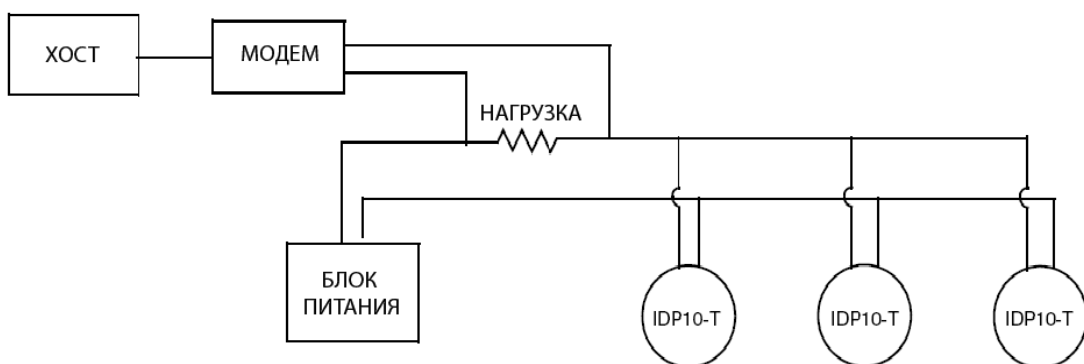 ХОСТ
МОДЕМ
НАГРУЗКА
БЛОК
ПИТАНИЯ
IDP10-T
IDP10-T
IDP10-T